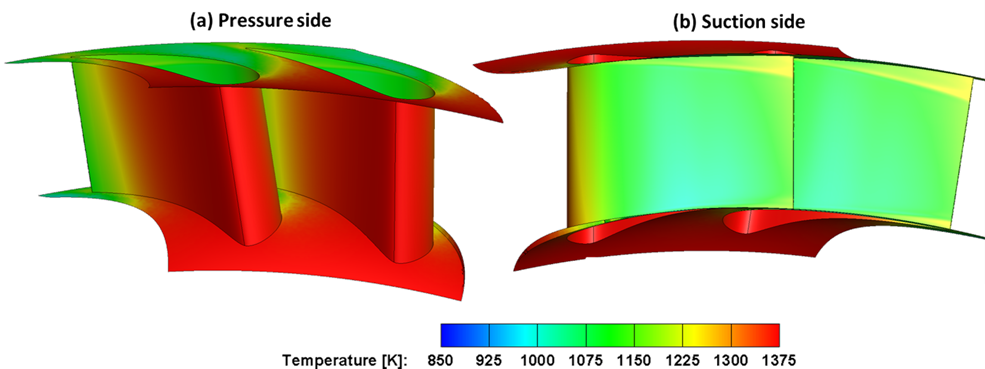 (a) Pressure side
(b) Suction side
Temperature [K]: 850 925 1000 1075 1150 1225 1300 1375